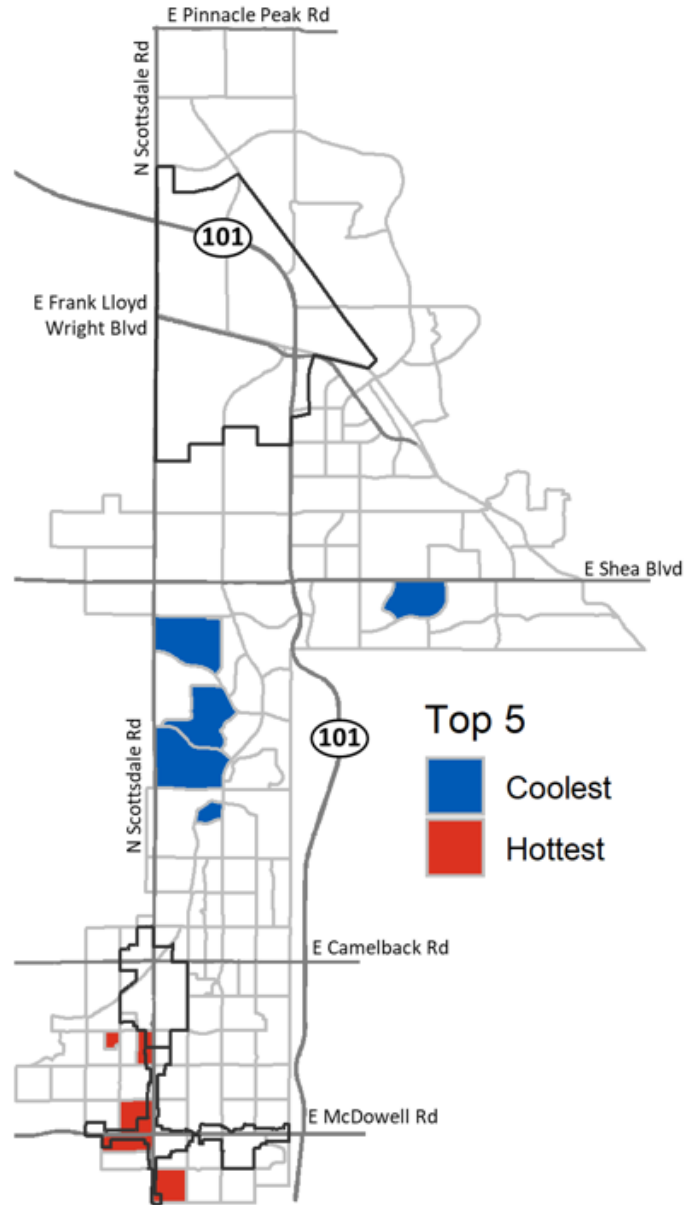 E Pinnacle Peak Rd
N Scottsdale Rd
101
E Frank Lloyd
Wright Blvd
E Shea Blvd
N Scottsdale Rd
101
Top 5
Coolest
Hottest
E Camelback Rd
E McDowell Rd